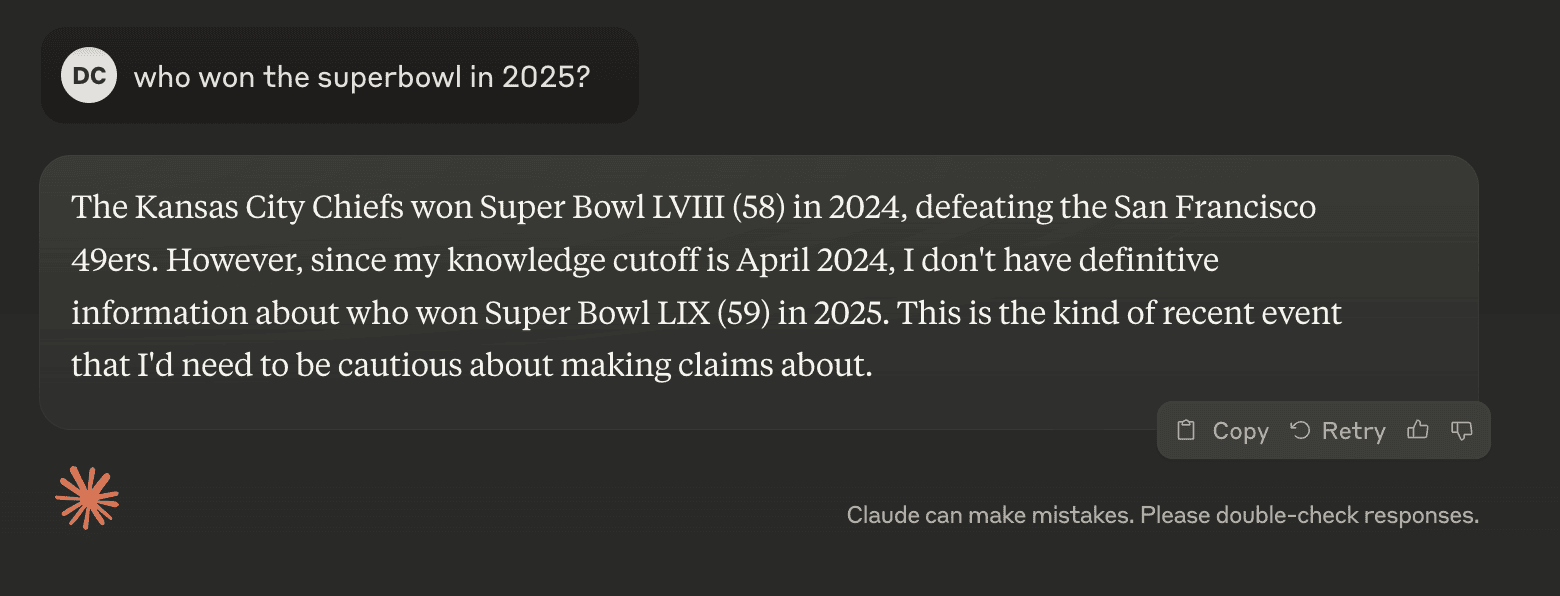 DC who won the superbowl in 2025?
The Kansas City Chiefs won Super Bowl LVIII (58) in 2024, defeating the San Francisco
49ers. However, since my knowledge cutoff is April 2024, I don't have definitive
information about who won Super Bowl LIX (59) in 2025. This is the kind of recent event
that I'd need to be cautious about making claims about.
Copy Retry
Claude can make mistakes. Please double-check responses.